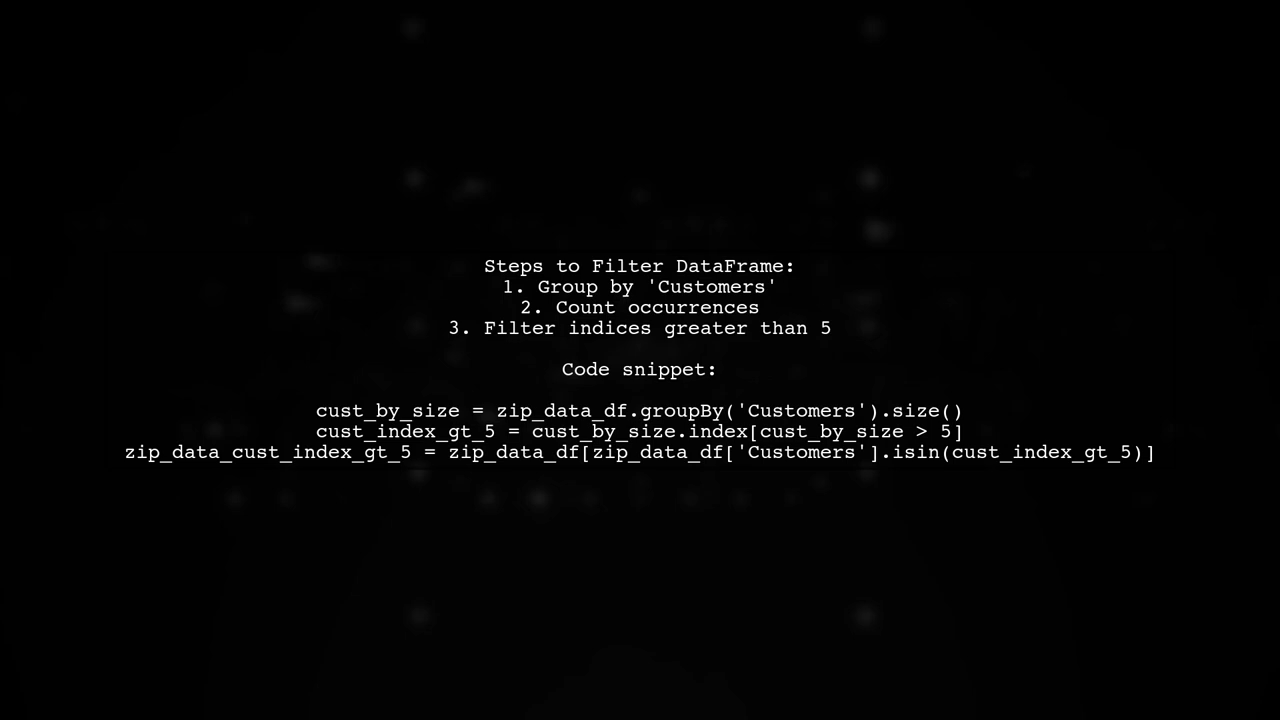 Steps to Filter DataFrame:
1. Group by 'Customers'
2. Count occurrences
3. Filter indices greater than 5
Code snippet:
cust_by_size = zip_data_df.groupBy('Customers').size()
cust_index_gt_5 = cust_by_size.index[cust_by_size > 5]
zip_data_cust_index_gt_5 = zip_data_df[zip_data_df['Customers'].isin(cust_index_gt_5)]